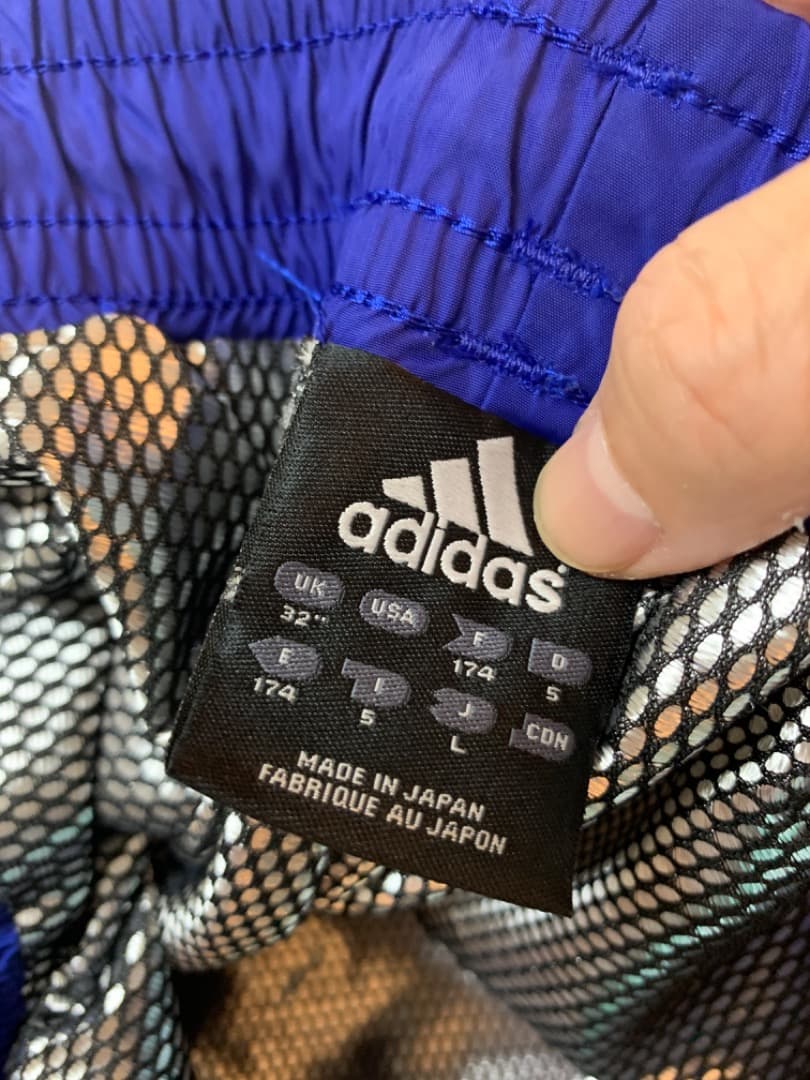 adidas
UK USA F D
32" 174 5
E I J CDN
174 5 L
MADE IN JAPAN
FABRIQUE AU JAPON